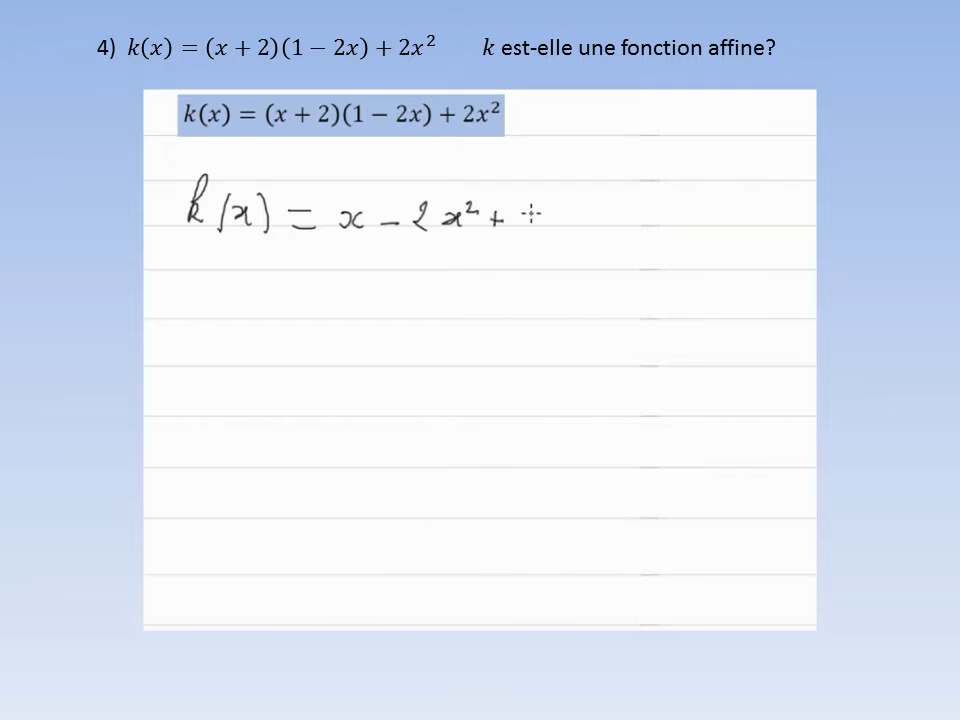 4) k(x) = (x + 2)(1 − 2x) + 2x² k est-elle une fonction affine?
k(x) = (x + 2)(1 − 2x) + 2x²
k(x) = x − 2x² +